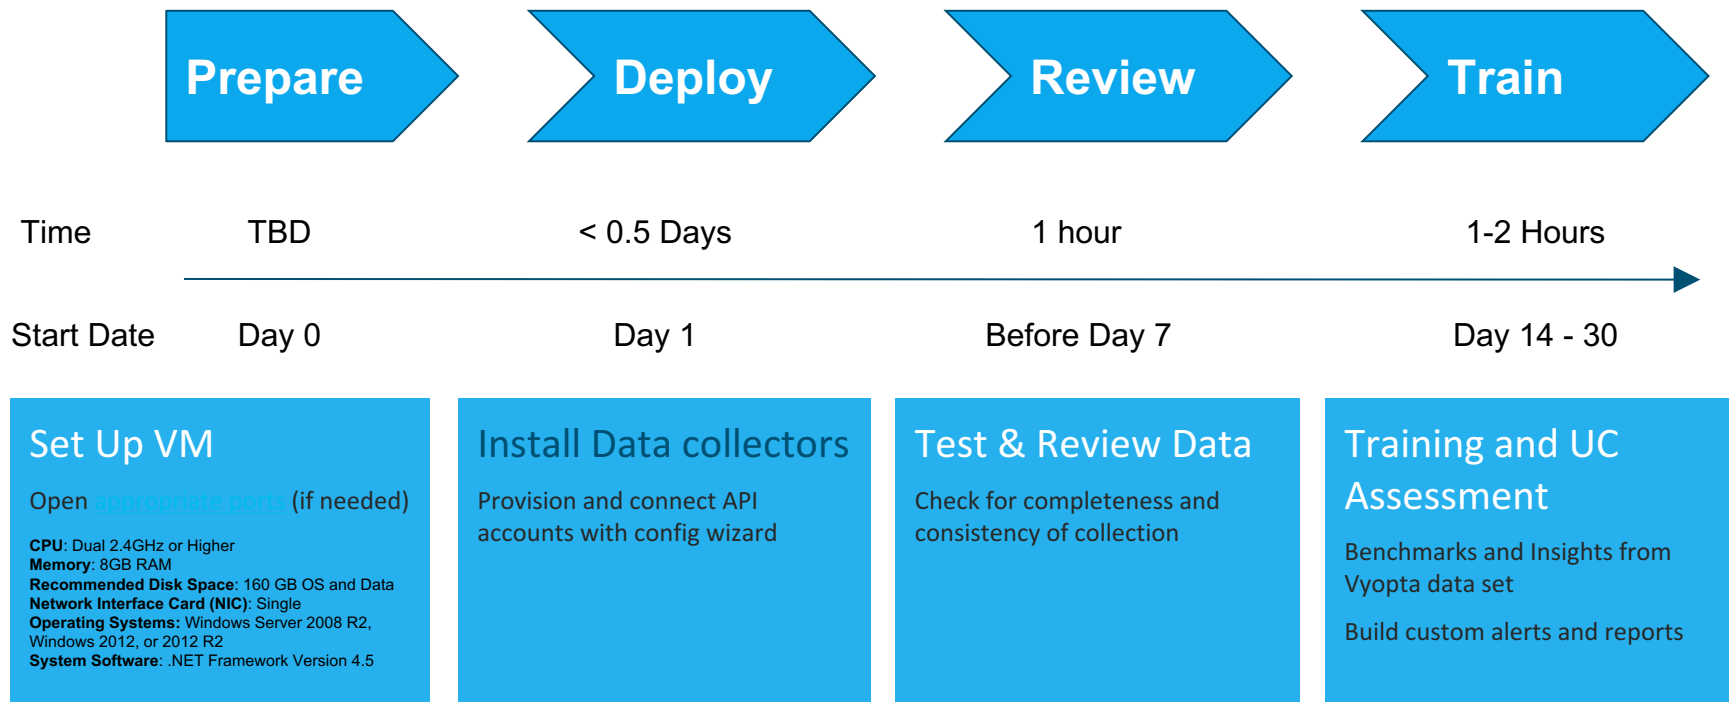 Prepare
Deploy
Review
Train
Time
TBD
< 0.5 Days
1 hour
1-2 Hours
Start Date
Day 0
Day 1
Before Day 7
Day 14 - 30
Set Up VM
Open appropriate ports (if needed)
CPU: Dual 2.4GHz or Higher
Memory: 8GB RAM
Recommended Disk Space: 160 GB OS and Data
Network Interface Card (NIC): Single
Operating Systems: Windows Server 2008 R2,
Windows 2012, or 2012 R2
System Software: .NET Framework Version 4.5
Install Data collectors
Provision and connect API
accounts with config wizard
Test & Review Data
Check for completeness and
consistency of collection
Training and UC
Assessment
Benchmarks and Insights from
Vyopta data set
Build custom alerts and reports